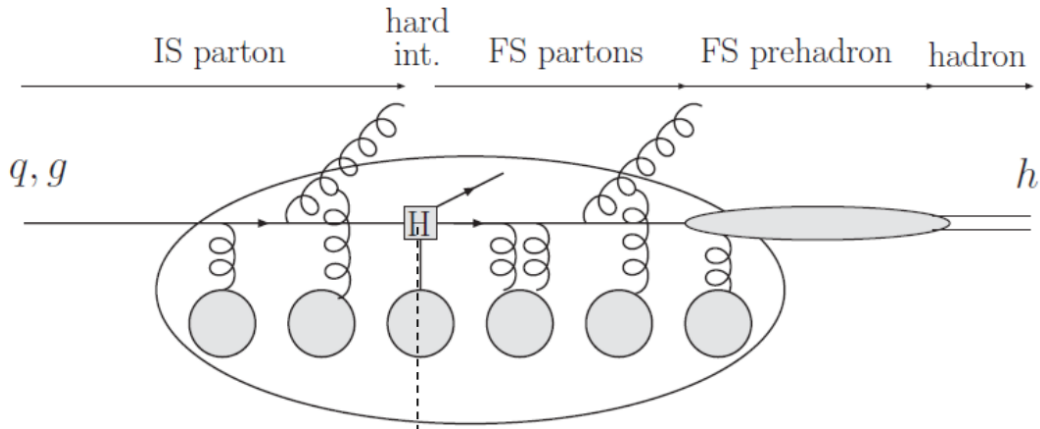 IS parton
hard
int.
FS partons
FS prehadron
hadron
q, g
h
H